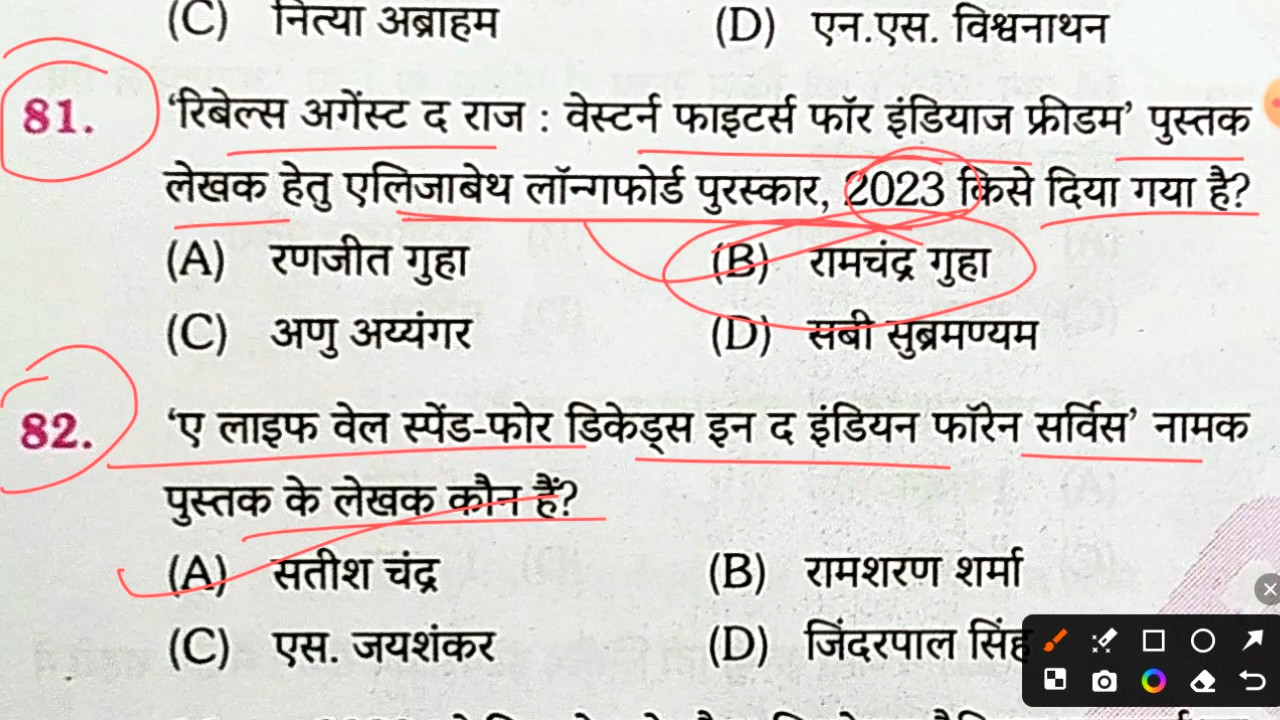 (C) नित्या अब्राहम (D) एन.एस. विश्वनाथन
81. ‘रिबेल्स अगेंस्ट द राज : वेस्टर्न फाइटर्स फॉर इंडियाज फ्रीडम’ पुस्तक
लेखक हेतु एलिजाबेथ लॉन्गफोर्ड पुरस्कार, 2023 किसे दिया गया है?
(A) रणजीत गुहा (B) रामचंद्र गुहा
(C) अणु अय्यंगर (D) सबी सुब्रमण्यम
82. ‘ए लाइफ वेल स्पेंड-फोर डिकेड्स इन द इंडियन फॉरेन सर्विस’ नामक
पुस्तक के लेखक कौन हैं?
(A) सतीश चंद्र (B) रामशरण शर्मा
(C) एस. जयशंकर (D) जिंदरपाल सिंह